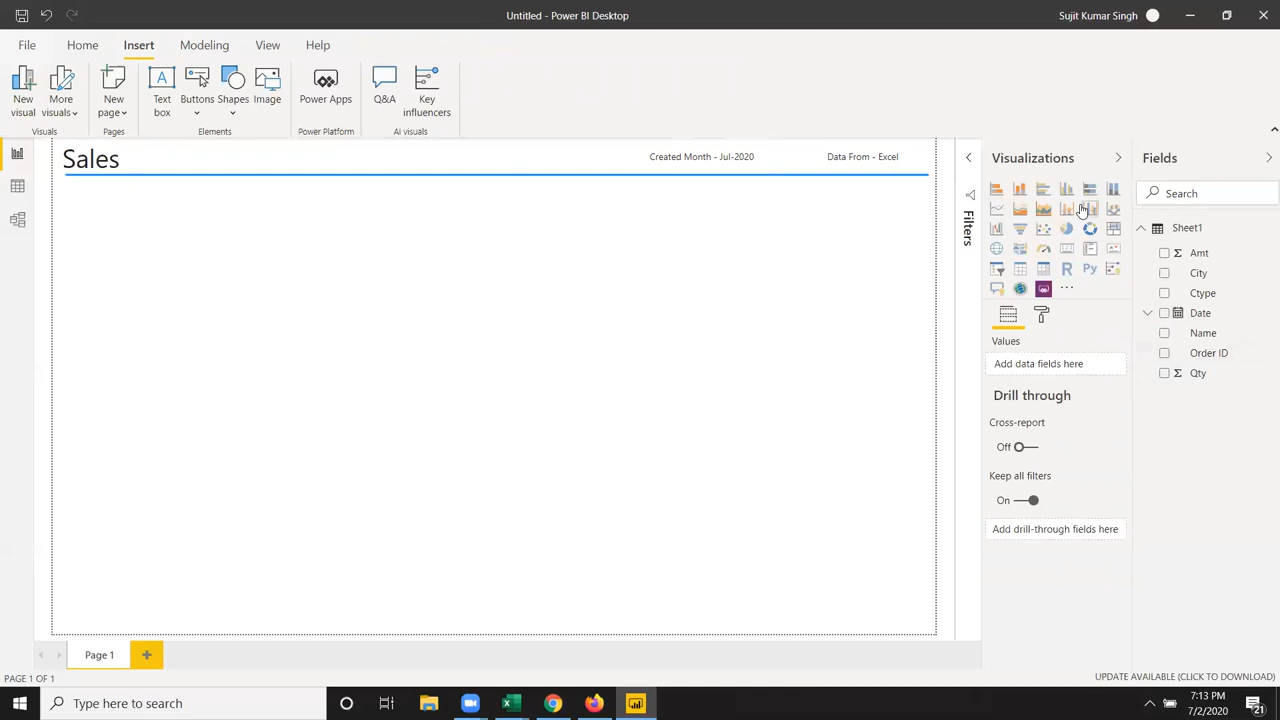 Untitled - Power BI Desktop
Sujit Kumar Singh
File Home Insert Modeling View Help
New visual
More visuals
New page
Text box
Buttons
Shapes
Image
Power Apps
Q&A
Key influencers
Visuals
Pages
Elements
Power Platform
AI visuals
Sales
Created Month - Jul-2020
Data From - Excel
Filters
Visualizations
R
Py
Values
Add data fields here
Drill through
Cross-report
Off
Keep all filters
On
Add drill-through fields here
Fields
Search
Sheet1
Σ Amt
City
Ctype
Date
Name
Order ID
Σ Qty
Page 1
PAGE 1 OF 1
UPDATE AVAILABLE (CLICK TO DOWNLOAD)
Type here to search
7:13 PM
7/2/2020
21